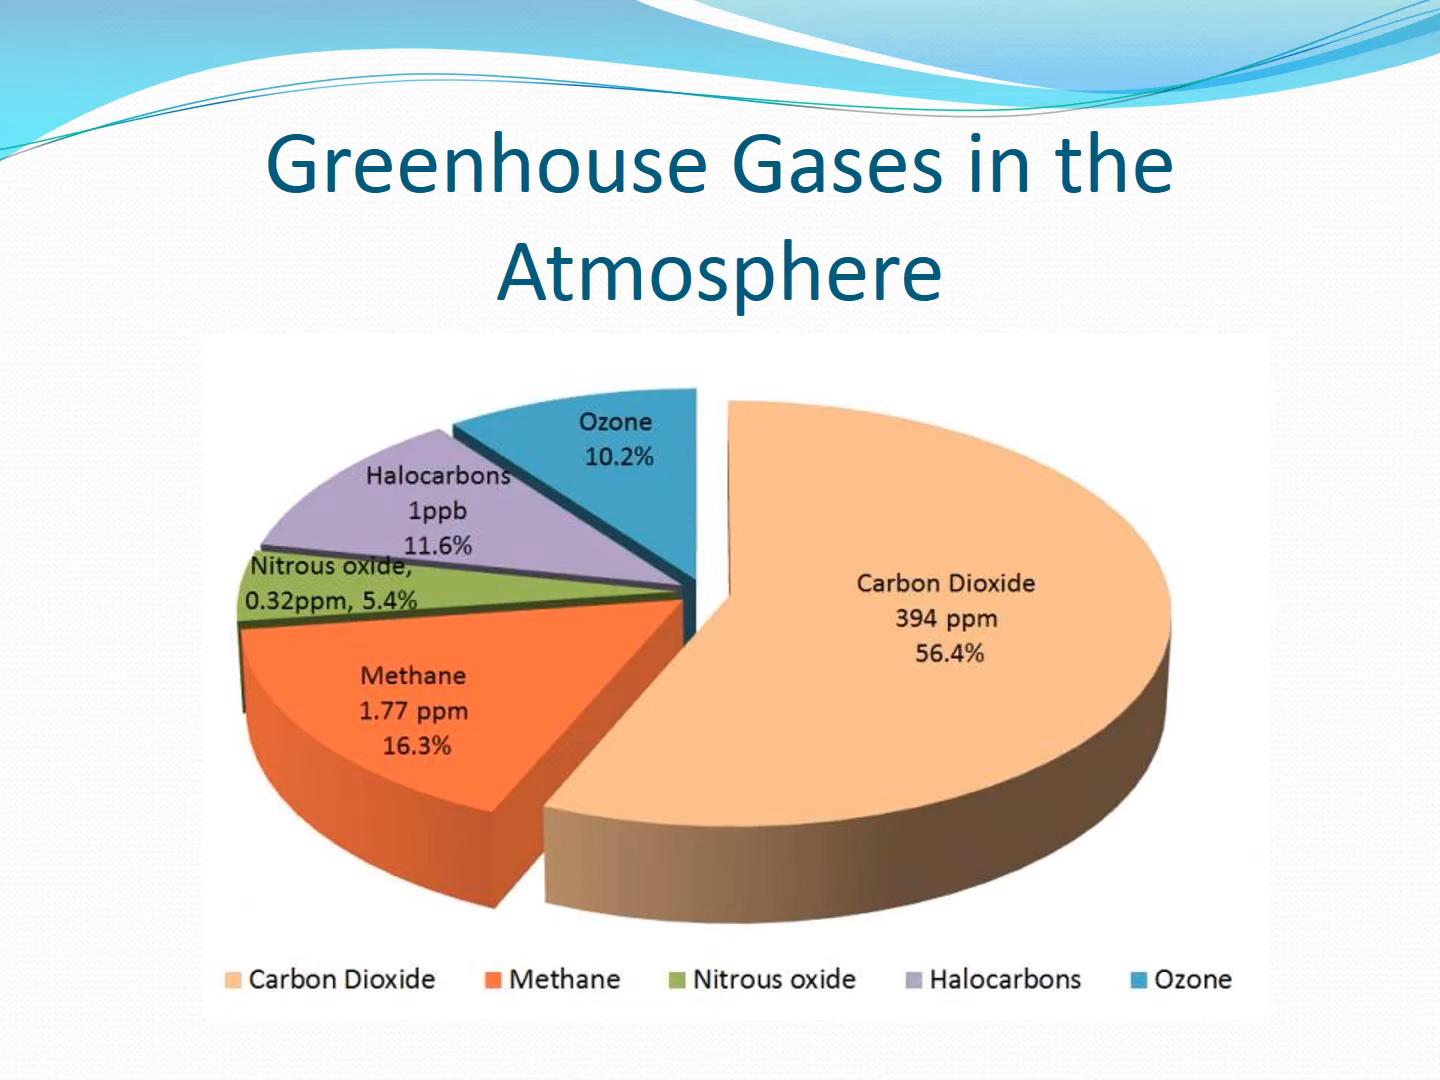 Greenhouse Gases in the
Atmosphere
Ozone
10.2%
Halocarbons
1ppb
11.6%
Nitrous oxide,
0.32ppm, 5.4%
Methane
1.77 ppm
16.3%
Carbon Dioxide
394 ppm
56.4%
Carbon Dioxide Methane Nitrous oxide Halocarbons Ozone